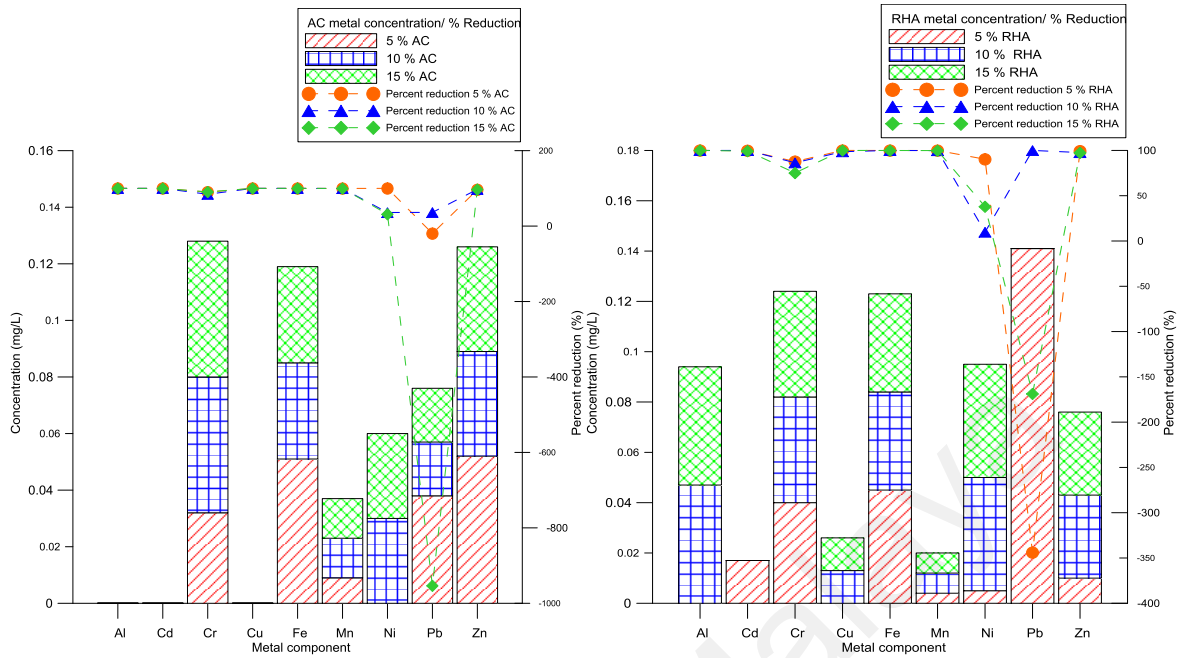 AC metal concentration/ % Reduction
5 % AC
10 % AC
15 % AC
Percent reduction 5 % AC
Percent reduction 10 % AC
Percent reduction 15 % AC
0.16
0.14
0.12
0.1
0.08
0.06
0.04
0.02
0
Concentration (mg/L)
200
0
-200
-400
-600
-800
-1000
Percent reduction (%)
Al Cd Cr Cu Fe Mn Ni Pb Zn
Metal component
RHA metal concentration/ % Reduction
5 % RHA
10 % RHA
15 % RHA
Percent reduction 5 % RHA
Percent reduction 10 % RHA
Percent reduction 15 % RHA
0.18
0.16
0.14
0.12
0.1
0.08
0.06
0.04
0.02
0
Concentration (mg/L)
100
50
0
-50
-100
-150
-200
-250
-300
-350
-400
Percent reduction (%)
Al Cd Cr Cu Fe Mn Ni Pb Zn
Metal component